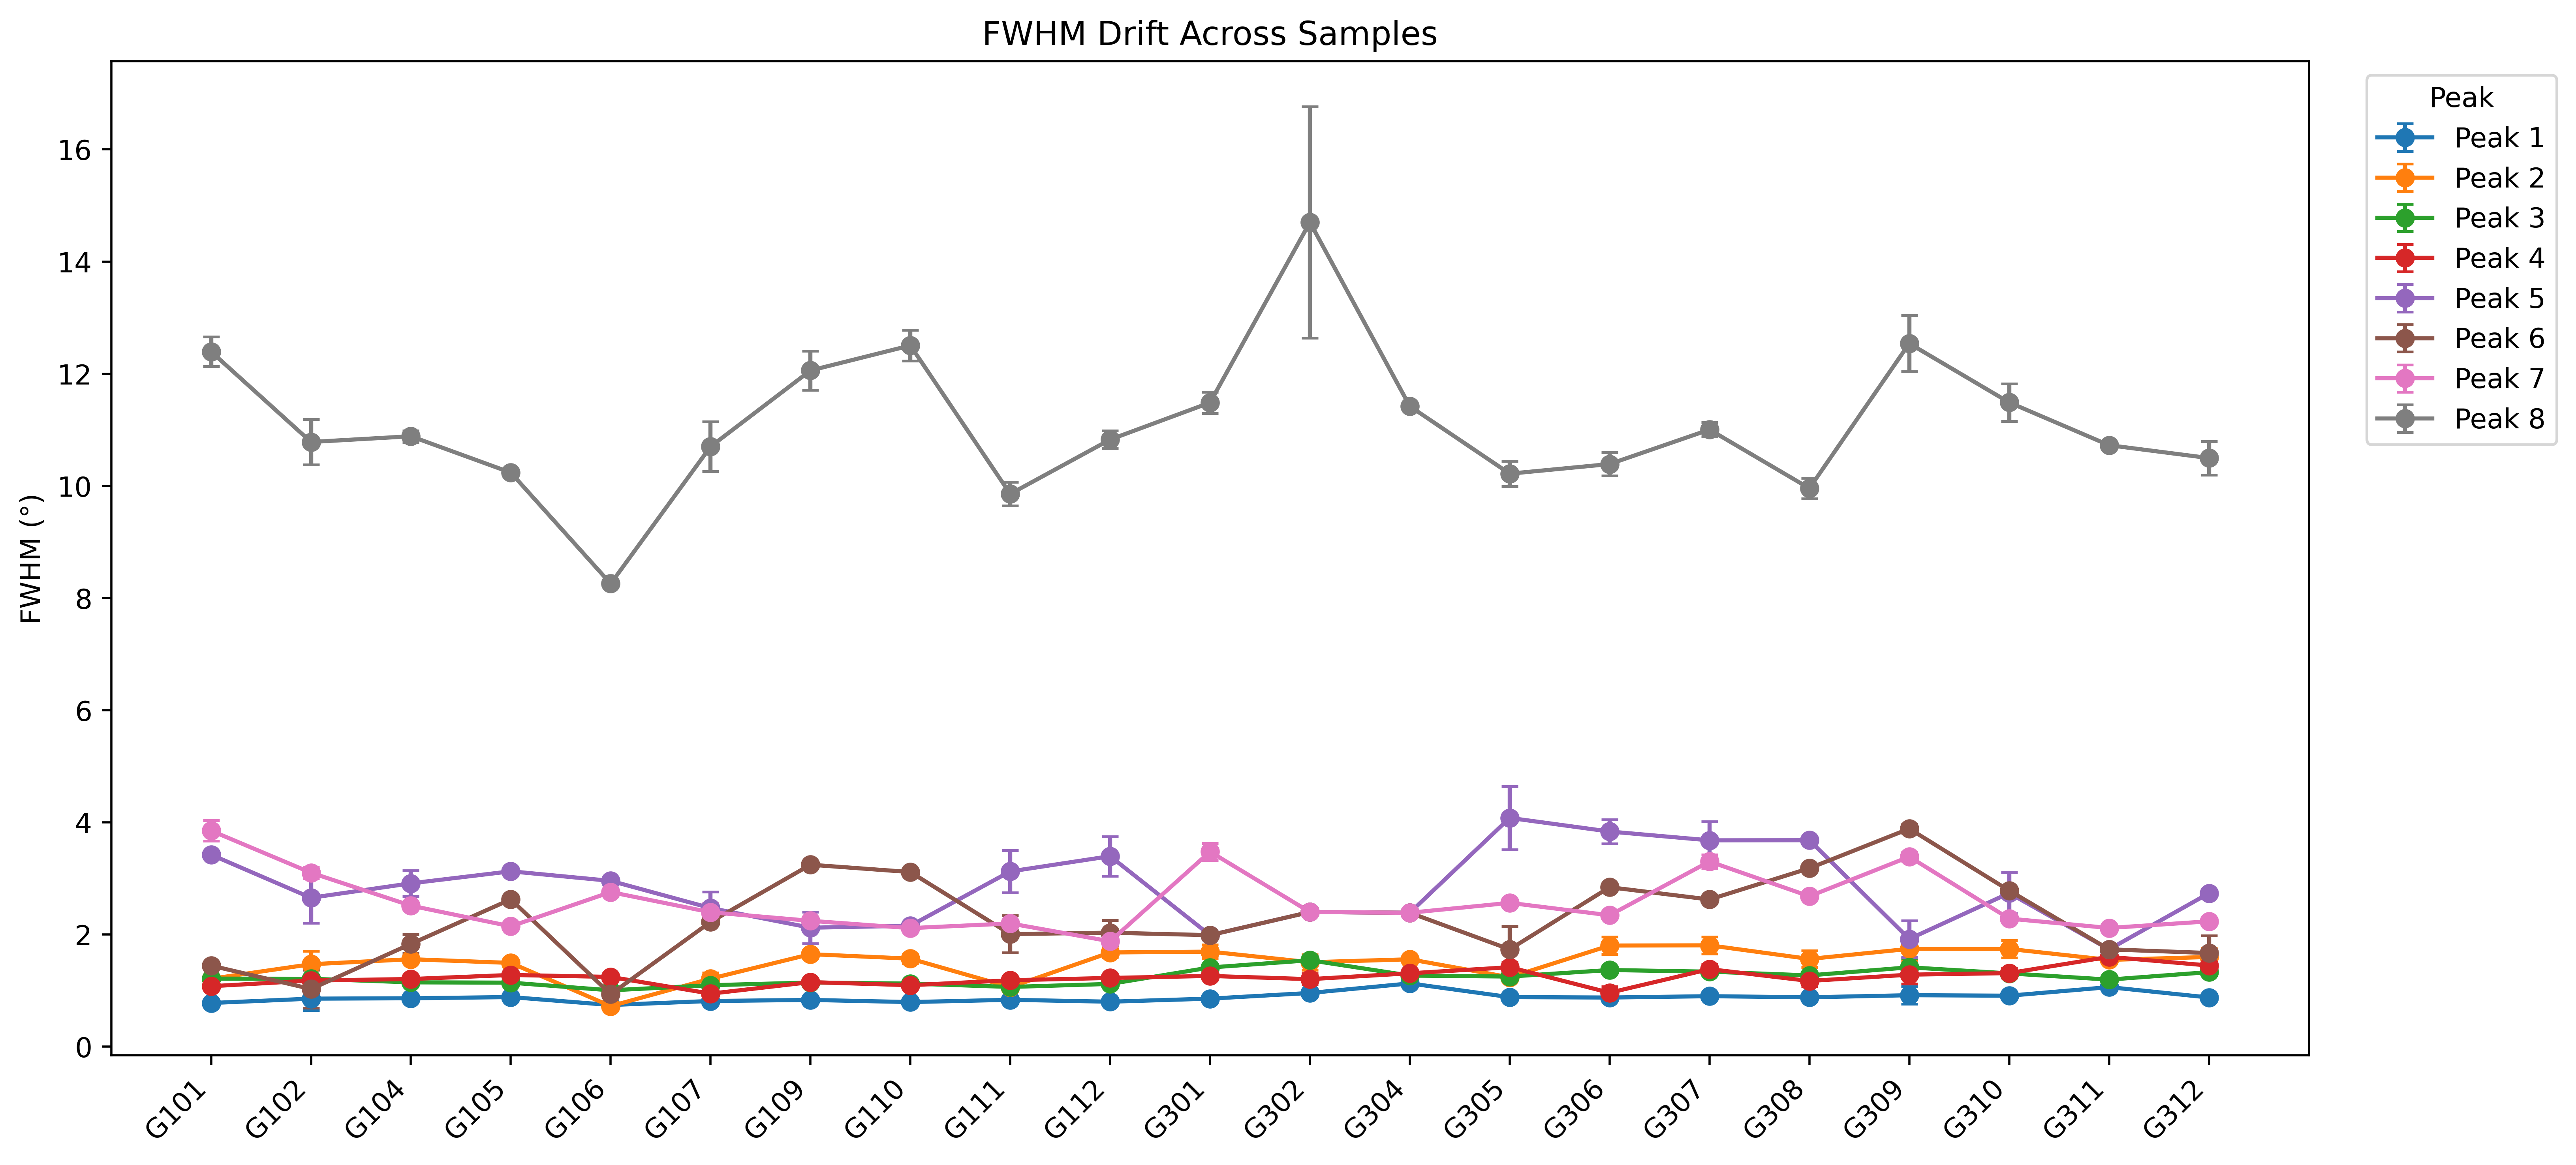 FWHM Drift Across Samples
FWHM (°)
16
14
12
10
8
6
4
2
0
G101
G102
G104
G105
G106
G107
G109
G110
G111
G112
G301
G302
G304
G305
G306
G307
G308
G309
G310
G311
G312
Peak
Peak 1
Peak 2
Peak 3
Peak 4
Peak 5
Peak 6
Peak 7
Peak 8